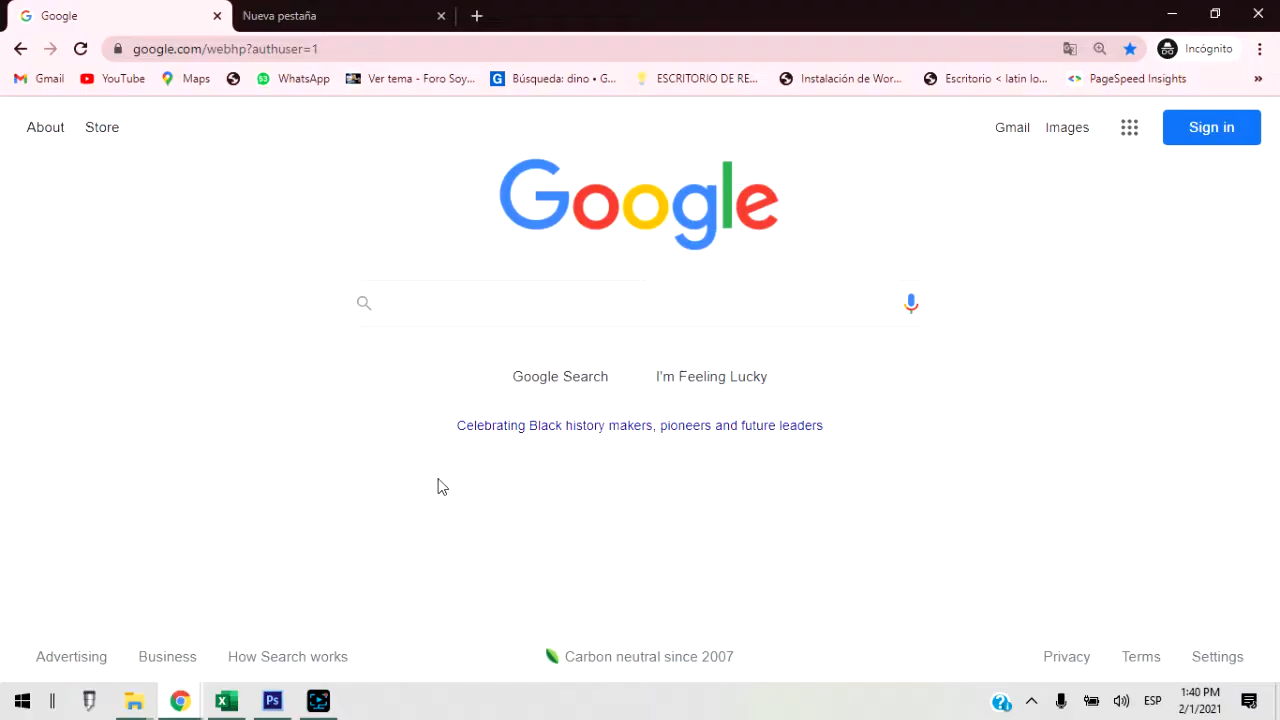 Google
Nueva pestaña
google.com/webhp?authuser=1
Incógnito
Gmail
YouTube
Maps
WhatsApp
Ver tema - Foro Soy...
Búsqueda: dino • G...
ESCRITORIO DE RE...
Instalación de Wor...
Escritorio < latin lo...
PageSpeed Insights
»
About
Store
Gmail
Images
Sign in
Google
Google Search
I'm Feeling Lucky
Celebrating Black history makers, pioneers and future leaders
Advertising
Business
How Search works
Carbon neutral since 2007
Privacy
Terms
Settings
Ps
ESP
1:40 PM
2/1/2021